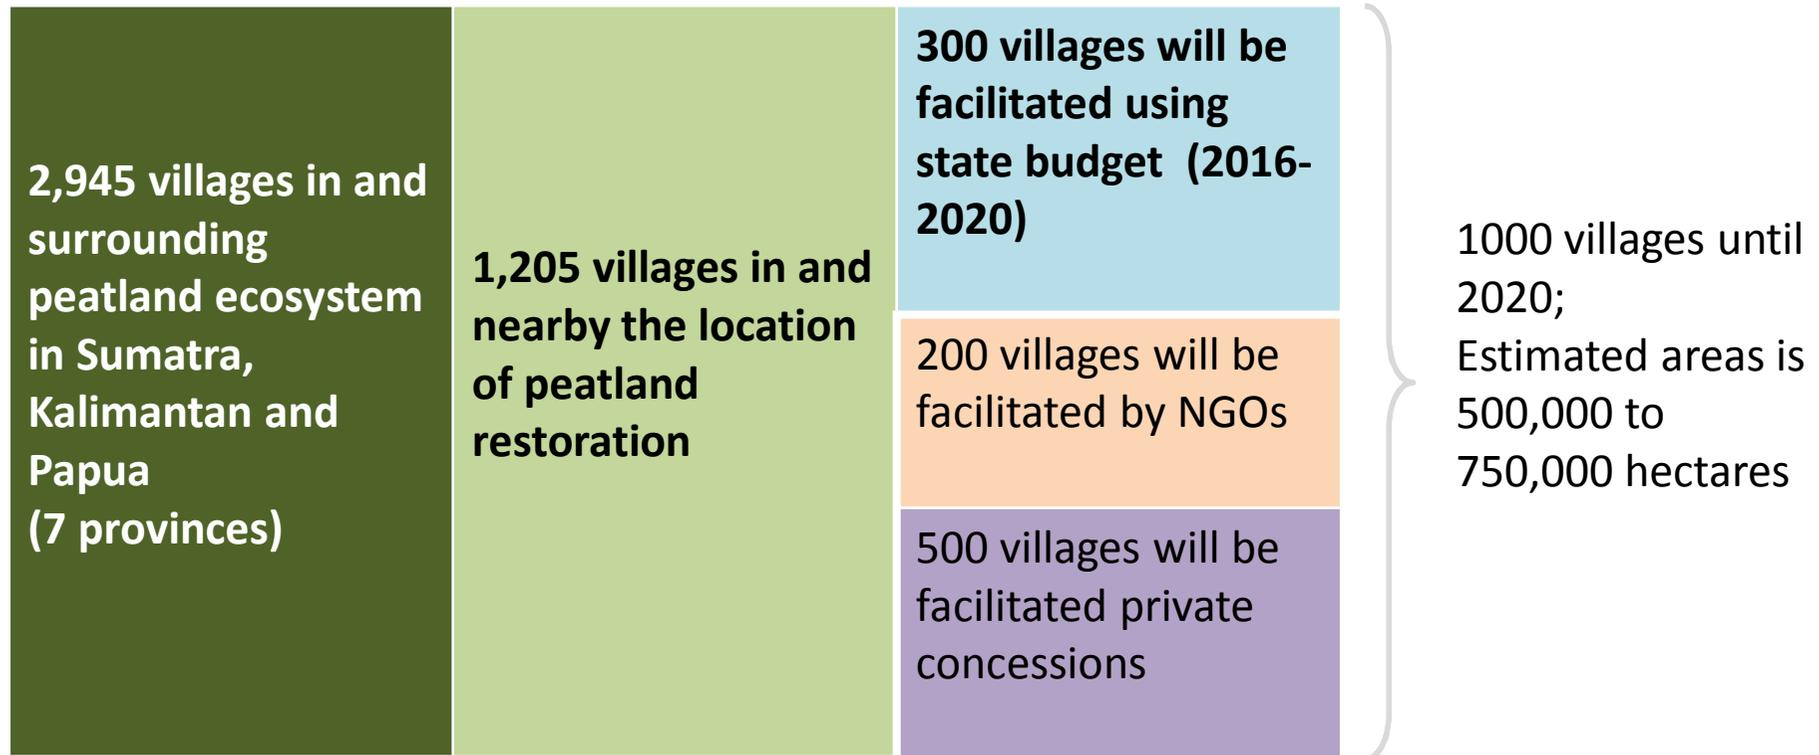 2,945 villages in and
surrounding
peatland ecosystem
in Sumatra,
Kalimantan and
Papua
(7 provinces)
1,205 villages in and
nearby the location
of peatland
restoration
300 villages will be
facilitated using
state budget  (2016-
2020)
200 villages will be
facilitated by NGOs
500 villages will be
facilitated private
concessions
1000 villages until
2020;
Estimated areas is
500,000 to
750,000 hectares